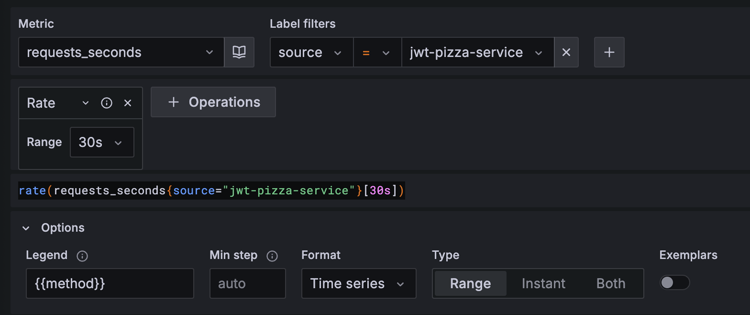 Metric Label filters
requests_seconds source = jwt-pizza-service
Rate + Operations
Range 30s
rate(requests_seconds{source="jwt-pizza-service"}[30s])
Options
Legend Min step Format Type Exemplars
{{method}} auto Time series Range Instant Both